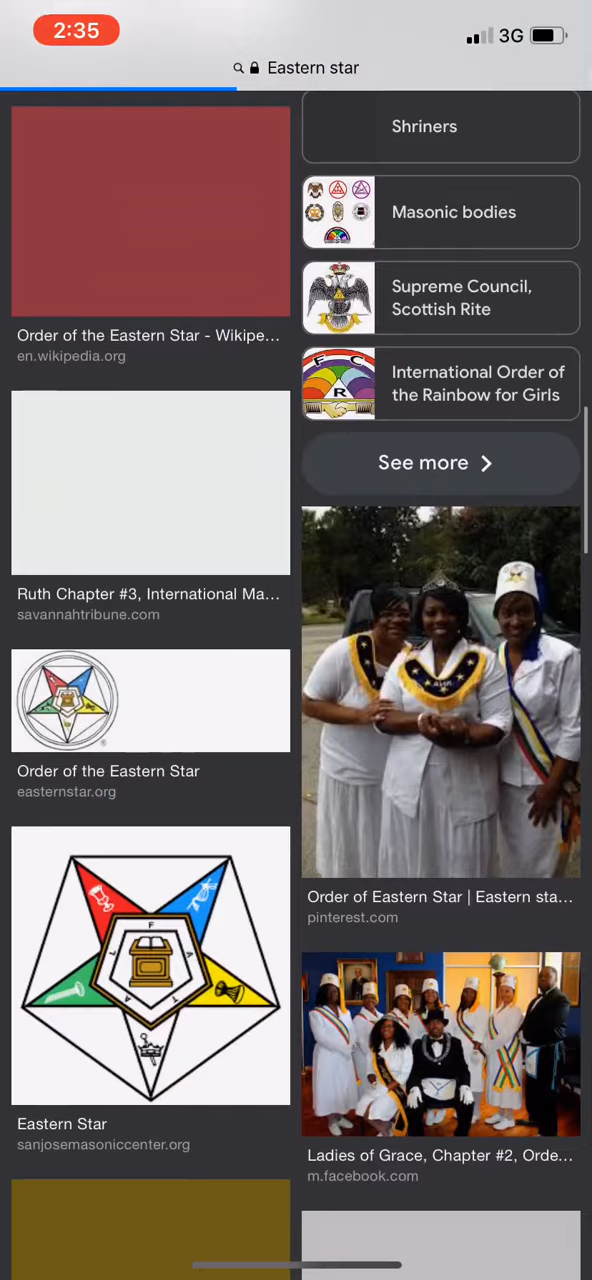 2:35
3G
Eastern star
Order of the Eastern Star - Wikipe...
en.wikipedia.org
Ruth Chapter #3, International Ma...
savannahtribune.com
Order of the Eastern Star
easternstar.org
F
A
T
A
L
Eastern Star
sanjosemasoniccenter.org
Shriners
Masonic bodies
Supreme Council,
Scottish Rite
F C
R
International Order of
the Rainbow for Girls
See more
Order of Eastern Star | Eastern sta...
pinterest.com
Ladies of Grace, Chapter #2, Orde...
m.facebook.com